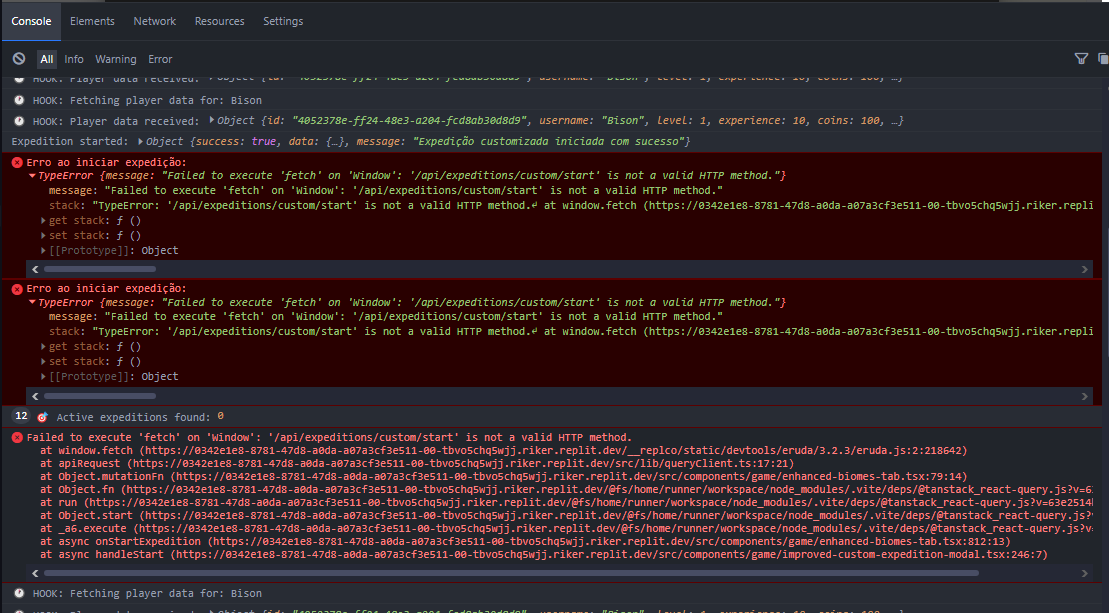 Console Elements Network Resources Settings
All Info Warning Error
HOOK: Player data received: Object {id: "4052378e-ff24-48e3-a204-fcd8ab30d8d9", username: "Bison", level: 1, experience: 10, coins: 100, …}
HOOK: Fetching player data for: Bison
HOOK: Player data received: Object {id: "4052378e-ff24-48e3-a204-fcd8ab30d8d9", username: "Bison", level: 1, experience: 10, coins: 100, …}
Expedition started: Object {success: true, data: {…}, message: "Expedição customizada iniciada com sucesso"}
Erro ao iniciar expedição:
TypeError {message: "Failed to execute 'fetch' on 'Window': '/api/expeditions/custom/start' is not a valid HTTP method."}
message: "Failed to execute 'fetch' on 'Window': '/api/expeditions/custom/start' is not a valid HTTP method."
stack: "TypeError: '/api/expeditions/custom/start' is not a valid HTTP method.↵ at window.fetch (https://0342e1e8-8781-47d8-a0da-a07a3cf3e511-00-tbvo5chq5wjj.riker.repli
get stack: ƒ ()
set stack: ƒ ()
[[Prototype]]: Object
Erro ao iniciar expedição:
TypeError {message: "Failed to execute 'fetch' on 'Window': '/api/expeditions/custom/start' is not a valid HTTP method."}
message: "Failed to execute 'fetch' on 'Window': '/api/expeditions/custom/start' is not a valid HTTP method."
stack: "TypeError: '/api/expeditions/custom/start' is not a valid HTTP method.↵ at window.fetch (https://0342e1e8-8781-47d8-a0da-a07a3cf3e511-00-tbvo5chq5wjj.riker.repli
get stack: ƒ ()
set stack: ƒ ()
[[Prototype]]: Object
12 🎯 Active expeditions found: 0
Failed to execute 'fetch' on 'Window': '/api/expeditions/custom/start' is not a valid HTTP method.
at window.fetch (https://0342e1e8-8781-47d8-a0da-a07a3cf3e511-00-tbvo5chq5wjj.riker.replit.dev/__replco/static/devtools/eruda/3.2.3/eruda.js:2:218642)
at apiRequest (https://0342e1e8-8781-47d8-a0da-a07a3cf3e511-00-tbvo5chq5wjj.riker.replit.dev/src/lib/queryClient.ts:17:21)
at Object.mutationFn (https://0342e1e8-8781-47d8-a0da-a07a3cf3e511-00-tbvo5chq5wjj.riker.replit.dev/src/components/game/enhanced-biomes-tab.tsx:79:14)
at Object.fn (https://0342e1e8-8781-47d8-a0da-a07a3cf3e511-00-tbvo5chq5wjj.riker.replit.dev/@fs/home/runner/workspace/node_modules/.vite/deps/@tanstack_react-query.js?v=63
at run (https://0342e1e8-8781-47d8-a0da-a07a3cf3e511-00-tbvo5chq5wjj.riker.replit.dev/@fs/home/runner/workspace/node_modules/.vite/deps/@tanstack_react-query.js?v=63e2514
at Object.start (https://0342e1e8-8781-47d8-a0da-a07a3cf3e511-00-tbvo5chq5wjj.riker.replit.dev/@fs/home/runner/workspace/node_modules/.vite/deps/@tanstack_react-query.js?v
at _a6.execute (https://0342e1e8-8781-47d8-a0da-a07a3cf3e511-00-tbvo5chq5wjj.riker.replit.dev/@fs/home/runner/workspace/node_modules/.vite/deps/@tanstack_react-query.js?v=
at async onStartExpedition (https://0342e1e8-8781-47d8-a0da-a07a3cf3e511-00-tbvo5chq5wjj.riker.replit.dev/src/components/game/enhanced-biomes-tab.tsx:812:13)
at async handleStart (https://0342e1e8-8781-47d8-a0da-a07a3cf3e511-00-tbvo5chq5wjj.riker.replit.dev/src/components/game/improved-custom-expedition-modal.tsx:246:7)
HOOK: Fetching player data for: Bison